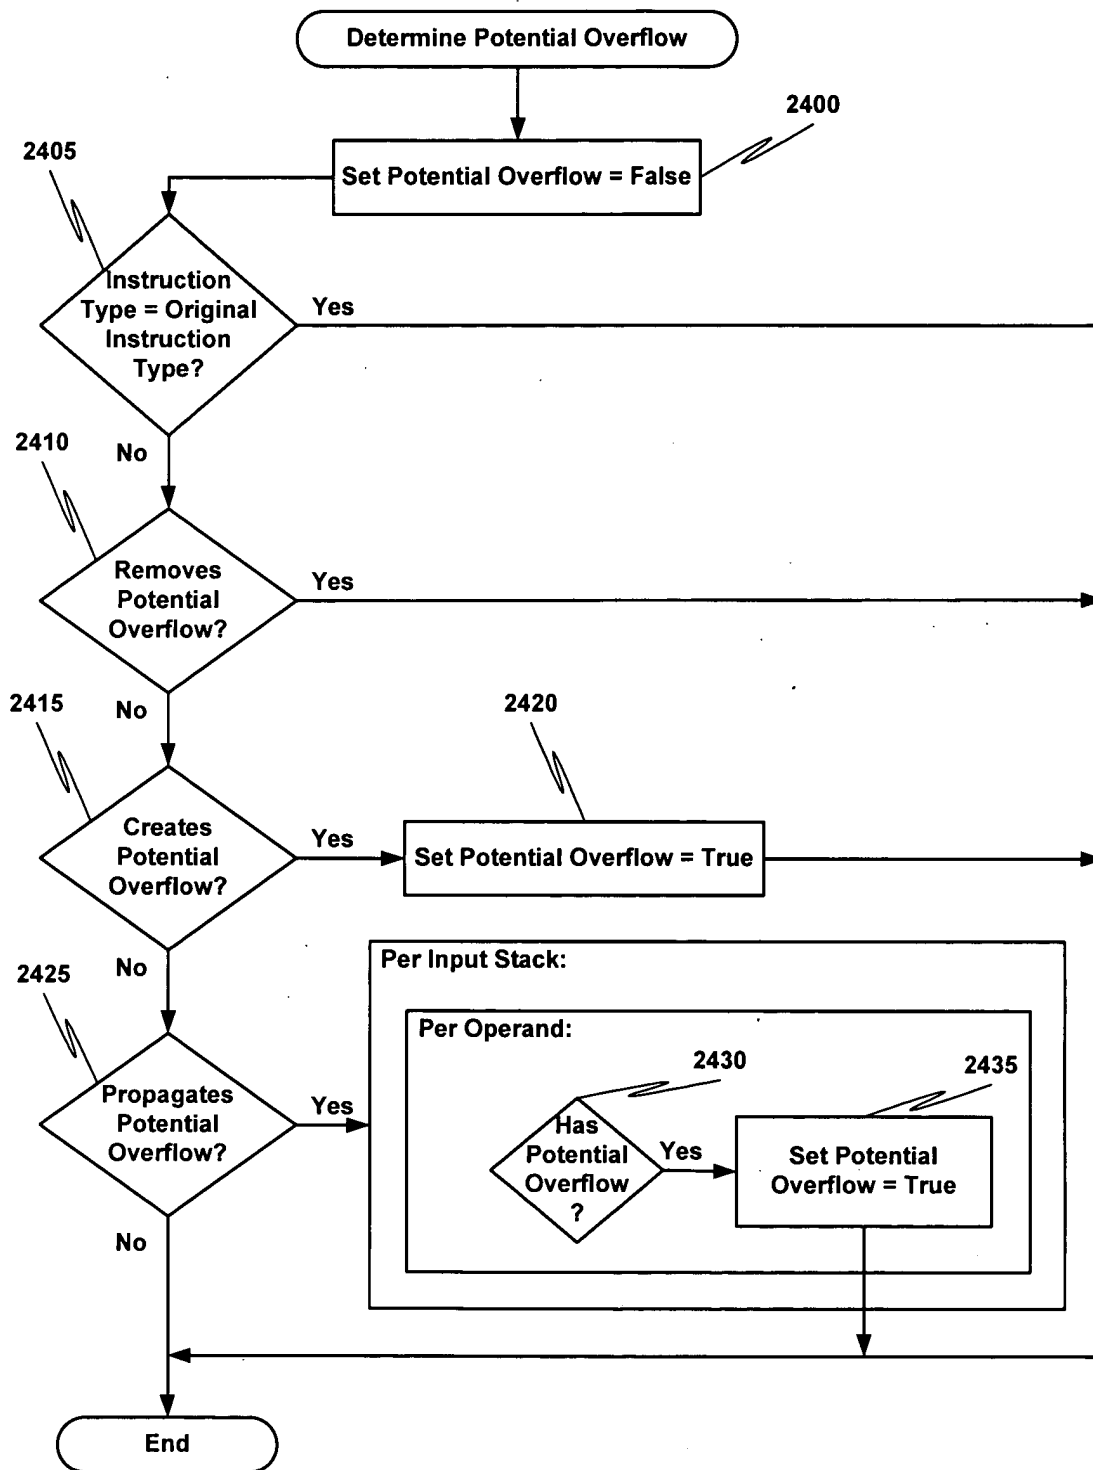 Determine Potential Overflow
2400
Set Potential Overflow = False
2405
Instruction
Type = Original
Instruction
Type?
Yes
No
2410
Removes
Potential
Overflow?
Yes
No
2415
Creates
Potential
Overflow?
Yes
2420
Set Potential Overflow = True
No
2425
Propagates
Potential
Overflow?
Yes
No
Per Input Stack:
Per Operand:
2430
Has
Potential
Overflow
?
Yes
2435
Set Potential
Overflow = True
End